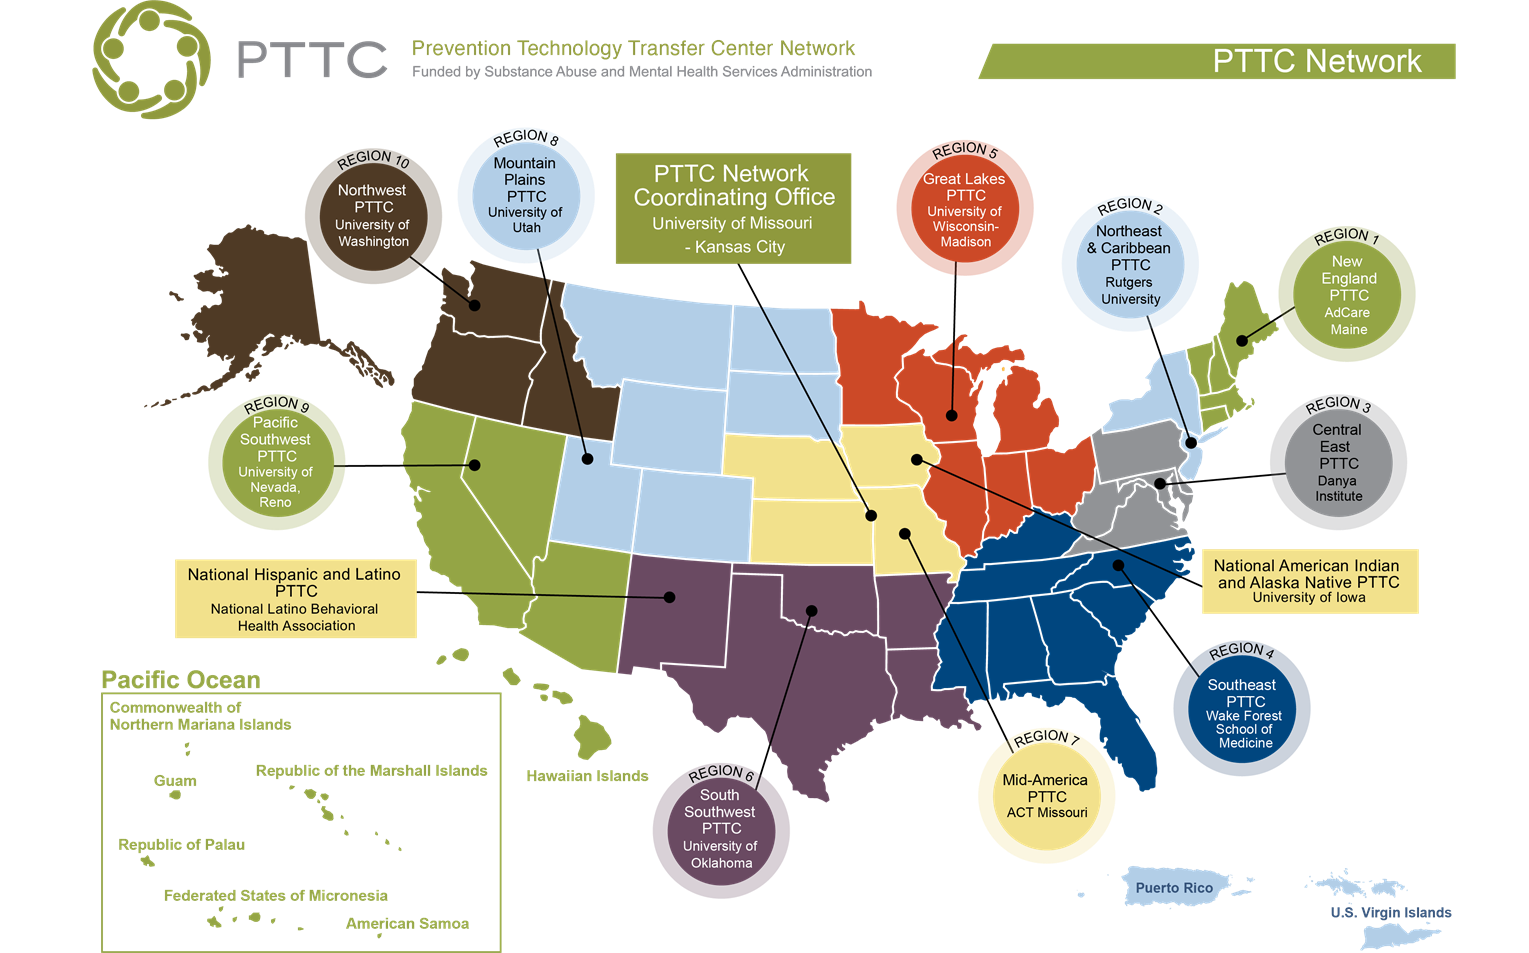 PTTC
Prevention Technology Transfer Center Network
Funded by Substance Abuse and Mental Health Services Administration
PTTC Network
REGION 10
Northwest
PTTC
University of
Washington
REGION 8
Mountain
Plains
PTTC
University of
Utah
PTTC Network
Coordinating Office
University of Missouri
- Kansas City
REGION 5
Great Lakes
PTTC
University of
Wisconsin-
Madison
REGION 2
Northeast
& Caribbean
PTTC
Rutgers
University
REGION 1
New
England
PTTC
AdCare
Maine
REGION 9
Pacific
Southwest
PTTC
University of
Nevada,
Reno
REGION 3
Central
East
PTTC
Danya
Institute
National Hispanic and Latino
PTTC
National Latino Behavioral
Health Association
National American Indian
and Alaska Native PTTC
University of Iowa
REGION 4
Southeast
PTTC
Wake Forest
School of
Medicine
REGION 7
Mid-America
PTTC
ACT Missouri
REGION 6
South
Southwest
PTTC
University of
Oklahoma
Pacific Ocean
Commonwealth of
Northern Mariana Islands
Guam
Republic of the Marshall Islands
Republic of Palau
Federated States of Micronesia
American Samoa
Hawaiian Islands
Puerto Rico
U.S. Virgin Islands